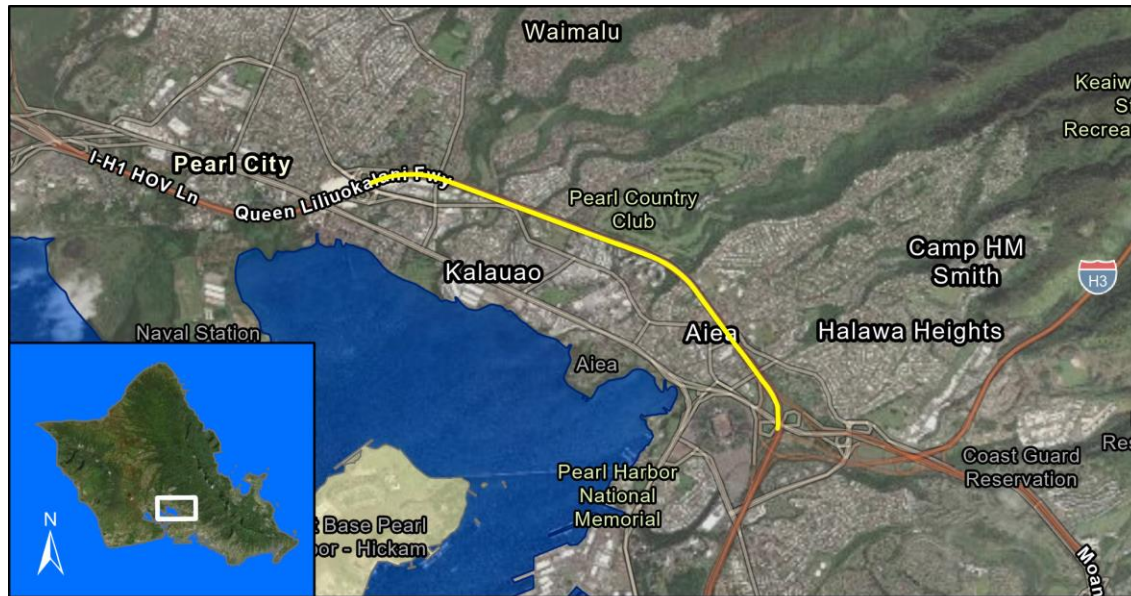 Waimalu
Keaiw
St
Recrea
Pearl City
I-H1 HOV Ln
Queen Liliuokalani Fwy
Pearl Country
Club
Camp HM
Smith
H3
Kalauao
Naval Station
Aiea
Halawa Heights
Aiea
Coast Guard
Reservation
Res
Pearl Harbor
National
Memorial
t Base Pearl
bor - Hickam
Moan
N